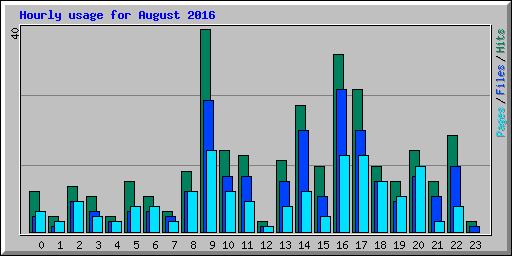 Hourly usage for August 2016
40
Pages/Files/Hits
0 1 2 3 4 5 6 7 8 9 10 11 12 13 14 15 16 17 18 19 20 21 22 23